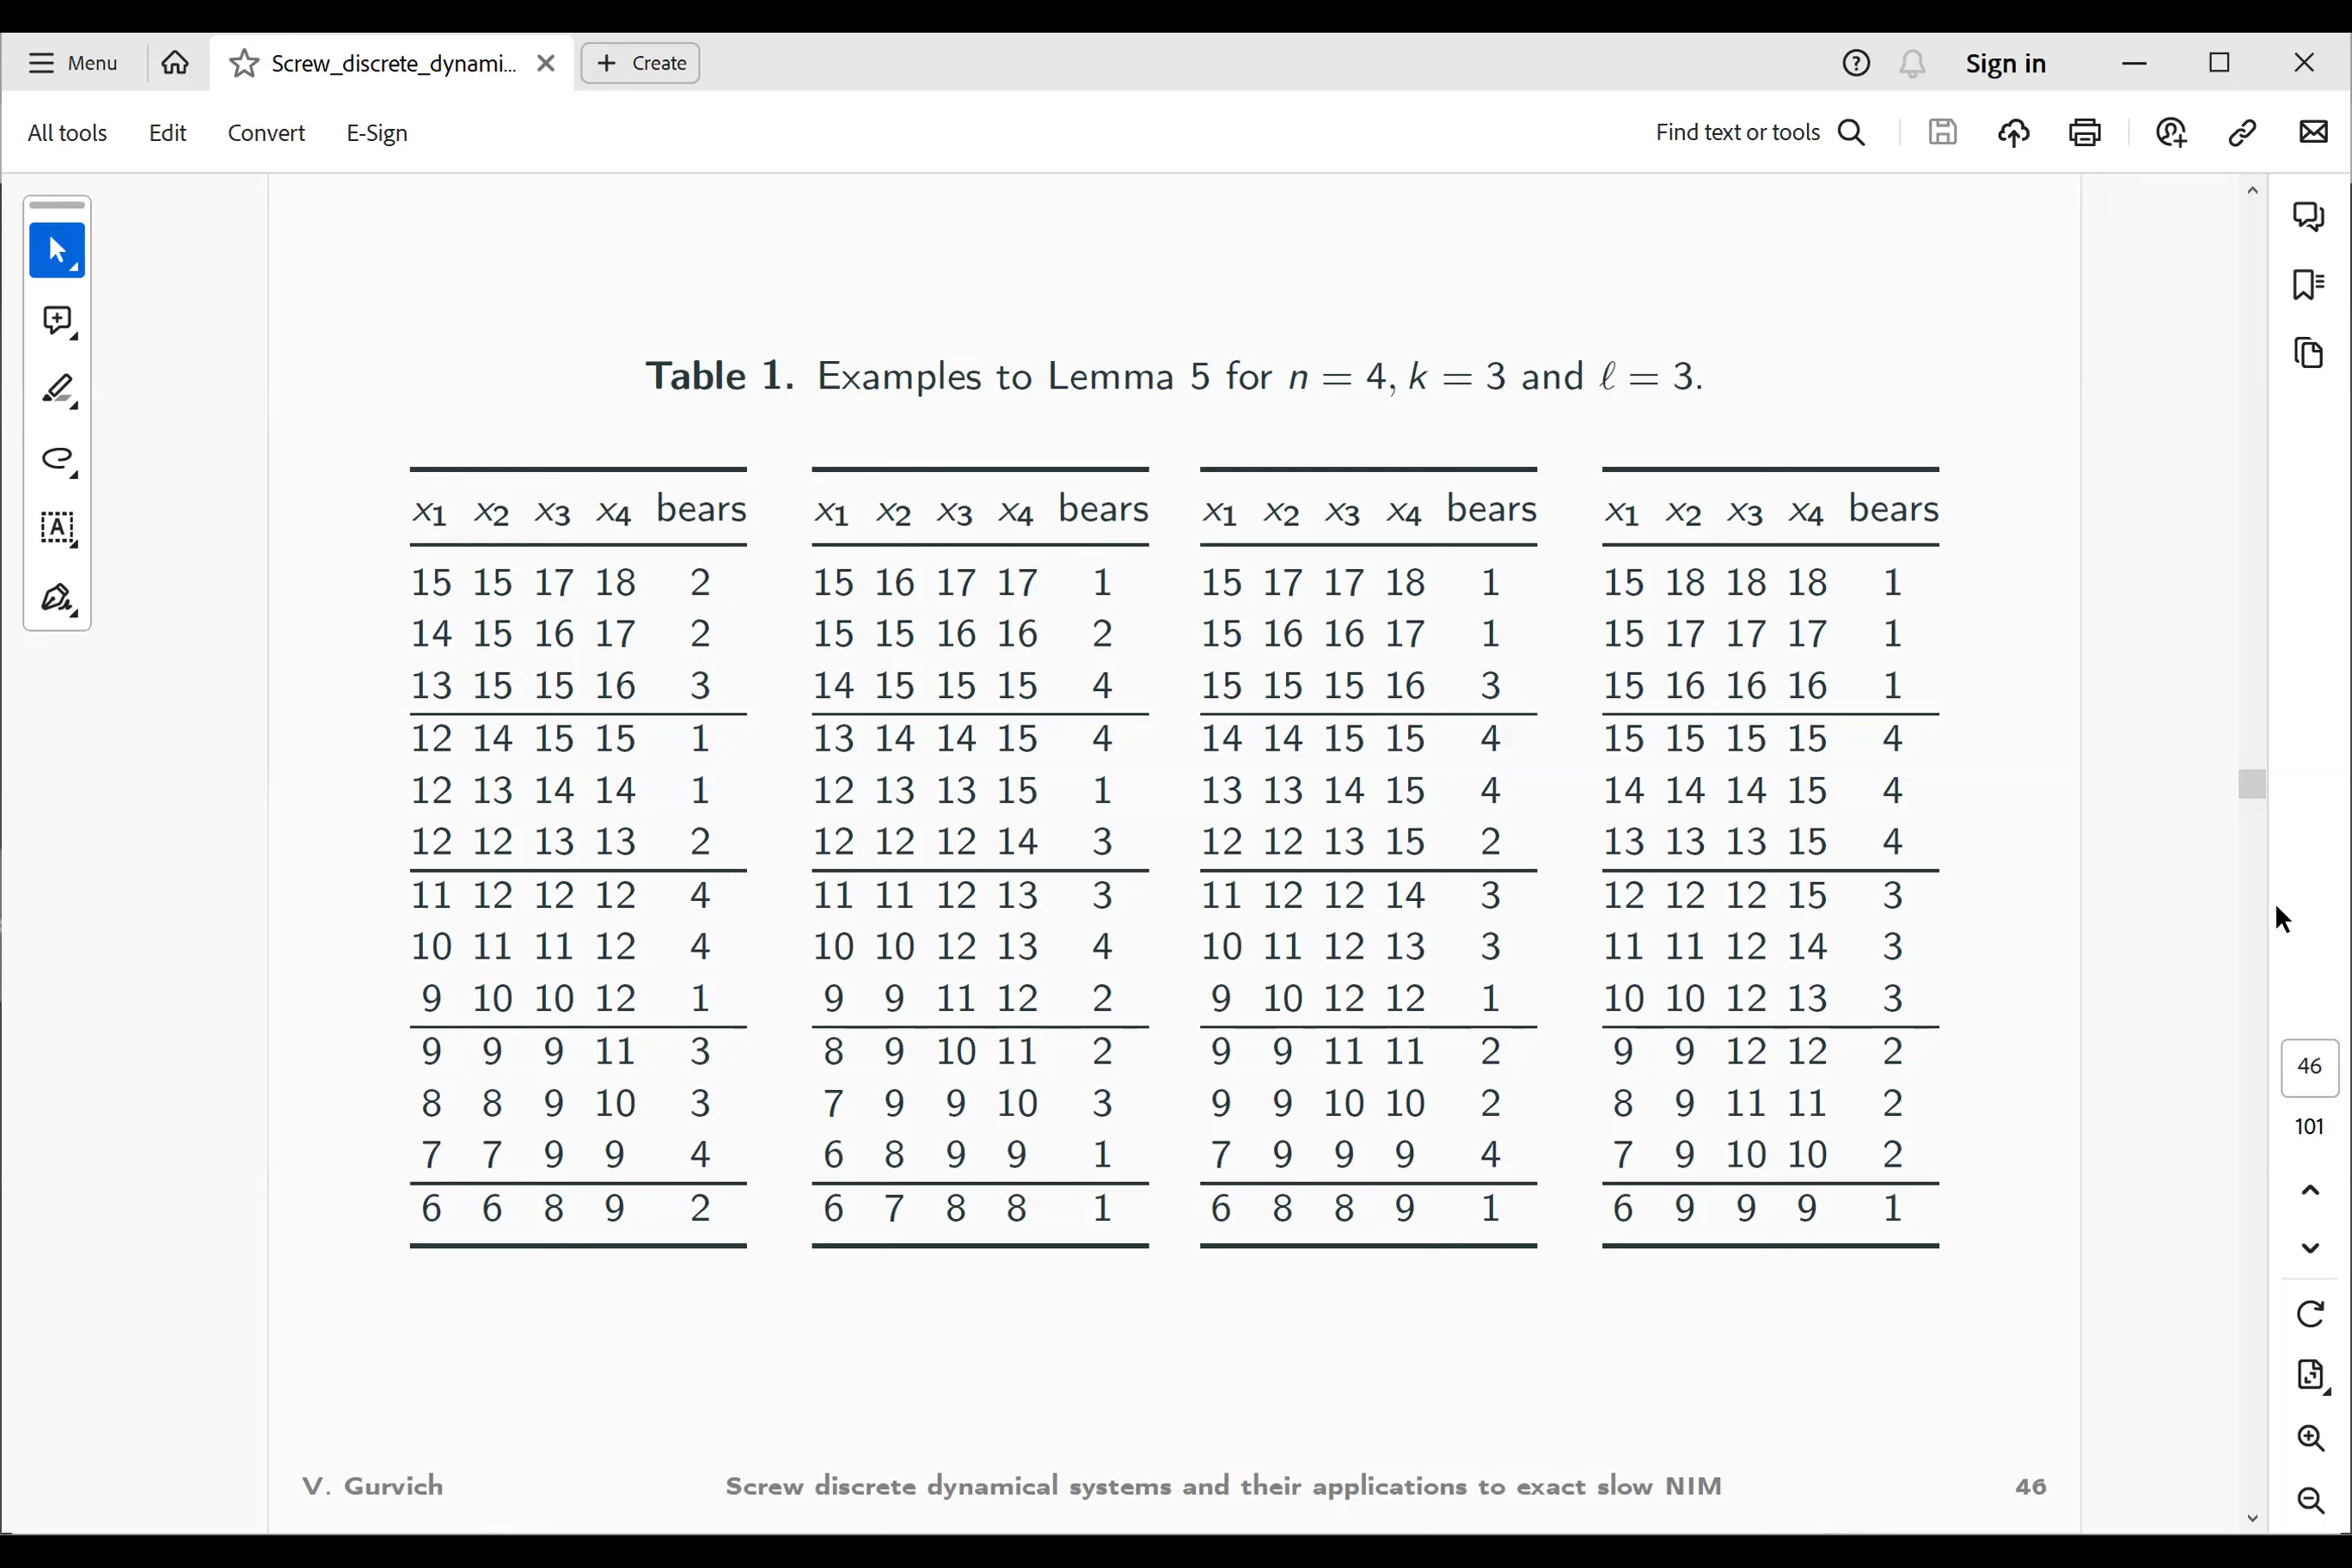 Menu Screw_discrete_dynami... Create Sign in
All tools Edit Convert E-Sign Find text or tools
Table 1. Examples to Lemma 5 for n = 4, k = 3 and ℓ = 3.
x1 x2 x3 x4 bears x1 x2 x3 x4 bears x1 x2 x3 x4 bears x1 x2 x3 x4 bears
15 15 17 18 2 15 16 17 17 1 15 17 17 18 1 15 18 18 18 1
14 15 16 17 2 15 15 16 16 2 15 16 16 17 1 15 17 17 17 1
13 15 15 16 3 14 15 15 15 4 15 15 15 16 3 15 16 16 16 1
12 14 15 15 1 13 14 14 15 4 14 14 15 15 4 15 15 15 15 4
12 13 14 14 1 12 13 13 15 1 13 13 14 15 4 14 14 14 15 4
12 12 13 13 2 12 12 12 14 3 12 12 13 15 2 13 13 13 15 4
11 12 12 12 4 11 11 12 13 3 11 12 12 14 3 12 12 12 15 3
10 11 11 12 4 10 10 12 13 4 10 11 12 13 3 11 11 12 14 3
9 10 10 12 1 9 9 11 12 2 9 10 12 12 1 10 10 12 13 3
9 9 9 11 3 8 9 10 11 2 9 9 11 11 2 9 9 12 12 2
8 8 9 10 3 7 9 9 10 3 9 9 10 10 2 8 9 11 11 2
7 7 9 9 4 6 8 9 9 1 7 9 9 9 4 7 9 10 10 2
6 6 8 9 2 6 7 8 8 1 6 8 8 9 1 6 9 9 9 1
46
101
V. Gurvich Screw discrete dynamical systems and their applications to exact slow NIM 46